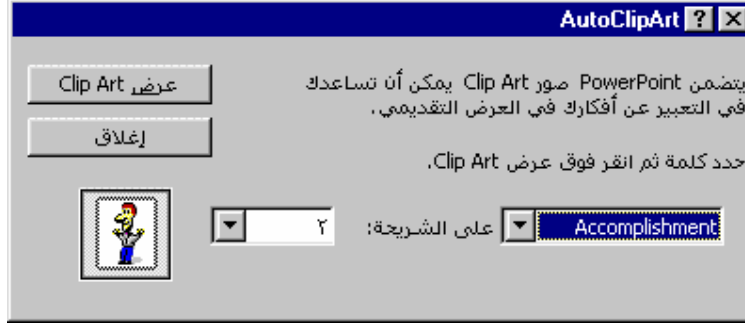 AutoClipArt
يتضمن PowerPoint صور Clip Art يمكن أن تساعدك
في التعبير عن أفكارك في العرض التقديمي.
حدد كلمة ثم انقر فوق عرض Clip Art.
Accomplishment
على الشريحة:
٢
عرض Clip Art
إغلاق